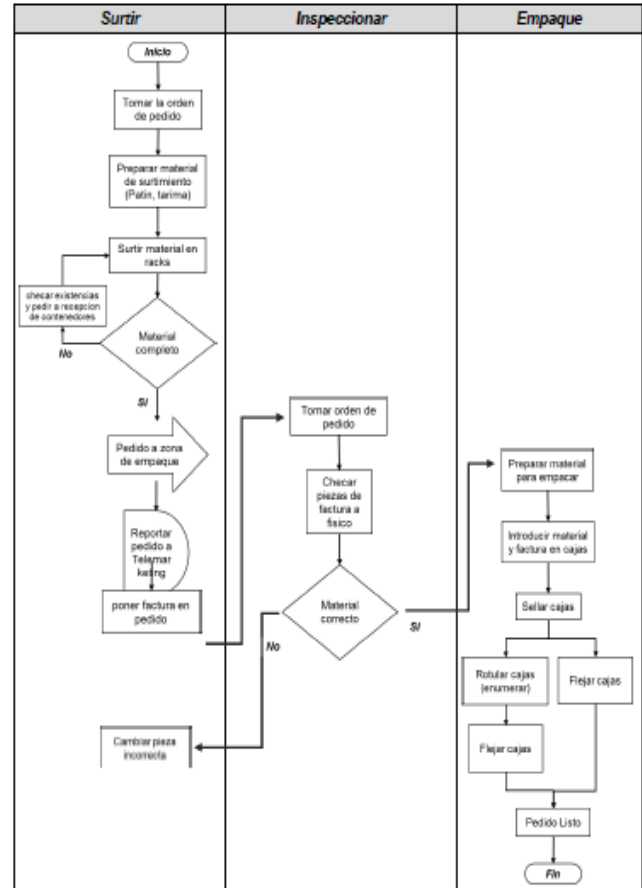 Surtir
Inspeccionar
Empaque
Inicio
Tomar la orden
de pedido
Preparar material
de surtimiento
(Patin, tarima)
Surtir material en
racks
checar existencias
y pedir a recepcion
de contenedores
Material
completo
No
Si
Pedido a zona
de empaque
Reportar
pedido a
Telemar
keting
poner factura en
pedido
Cambiar pieza
incorrecta
Tomar orden de
pedido
Checar
piezas de
factura a
fisico
Material
correcto
No
Si
Preparar material
para empacar
Introducir material
y factura en cajas
Sellar cajas
Rotular cajas
(enumerar)
Flejar cajas
Flejar cajas
Pedido Listo
Fin